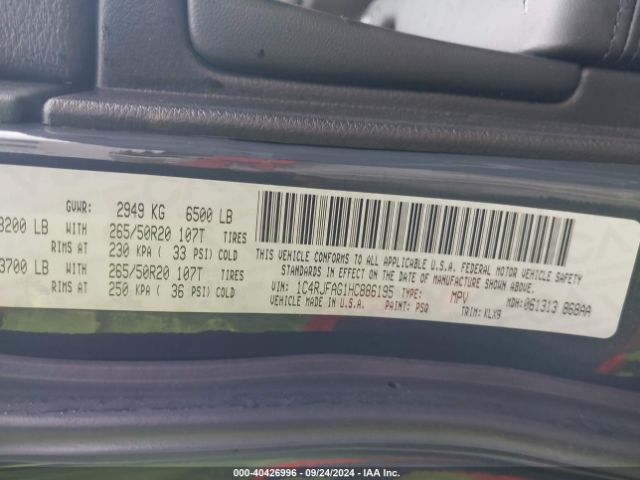 GVWR: 2949 KG 6500 LB
3200 LB WITH 265/50R20 107T TIRES
RIMS AT 230 KPA ( 33 PSI) COLD
3700 LB WITH 265/50R20 107T TIRES
RIMS AT 250 KPA ( 36 PSI) COLD
THIS VEHICLE CONFORMS TO ALL APPLICABLE U.S.A. FEDERAL MOTOR VEHICLE SAFETY
STANDARDS IN EFFECT ON THE DATE OF MANUFACTURE SHOWN ABOVE.
VIN: 1C4RJFAG1HC886195 TYPE: MPV MDH: 061313 868AA
VEHICLE MADE IN U.S.A. PAINT: PSQ TRIM: KLX9
000-40426996 - 09/24/2024 - © IAA Inc.